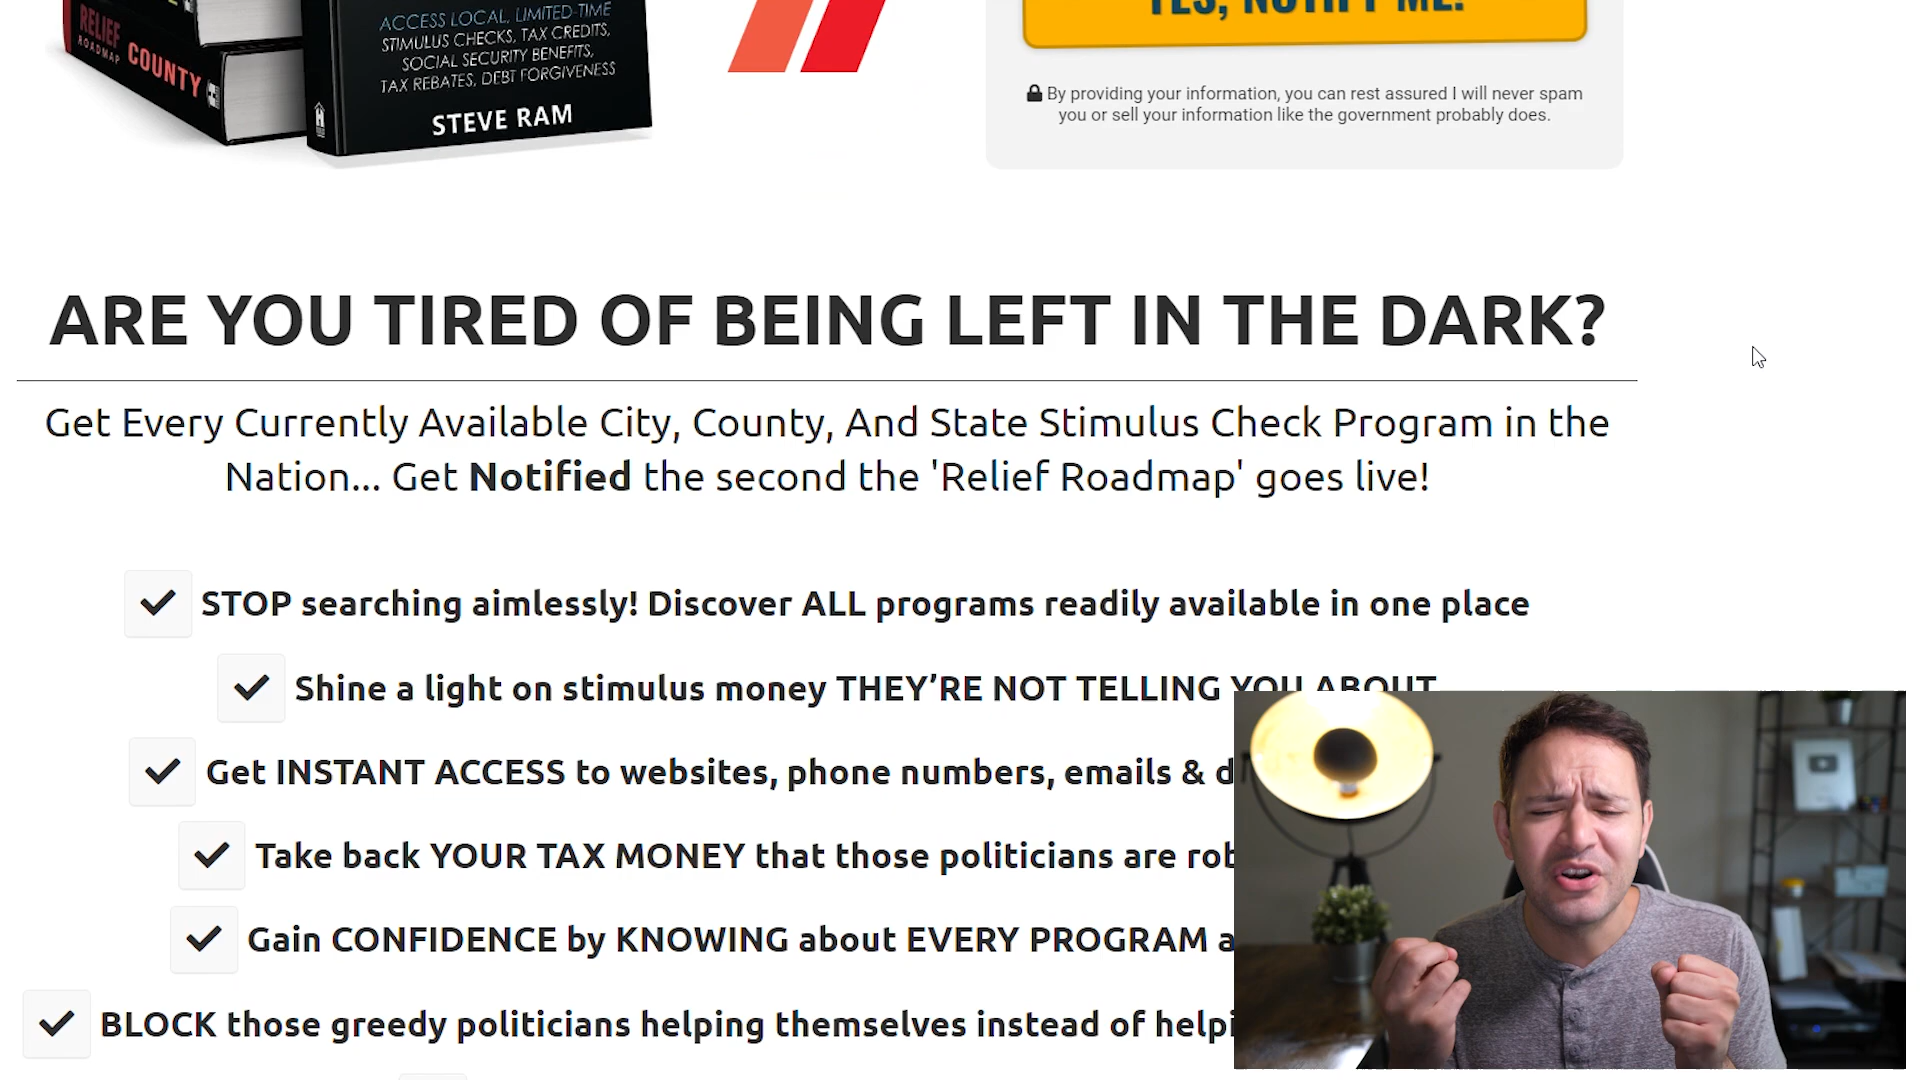 ACCESS LOCAL, LIMITED-TIME
STIMULUS CHECKS, TAX CREDITS,
SOCIAL SECURITY BENEFITS,
TAX REBATES, DEBT FORGIVENESS
STEVE RAM
RELIEF
ROADMAP
COUNTY
YES, NOTIFY ME!
By providing your information, you can rest assured I will never spam
you or sell your information like the government probably does.
ARE YOU TIRED OF BEING LEFT IN THE DARK?
Get Every Currently Available City, County, And State Stimulus Check Program in the
Nation... Get Notified the second the 'Relief Roadmap' goes live!
STOP searching aimlessly! Discover ALL programs readily available in one place
Shine a light on stimulus money THEY’RE NOT TELLING YOU ABOUT
Get INSTANT ACCESS to websites, phone numbers, emails &
Take back YOUR TAX MONEY that those politicians are
Gain CONFIDENCE by KNOWING about EVERY PROGRAM
BLOCK those greedy politicians helping themselves instead of